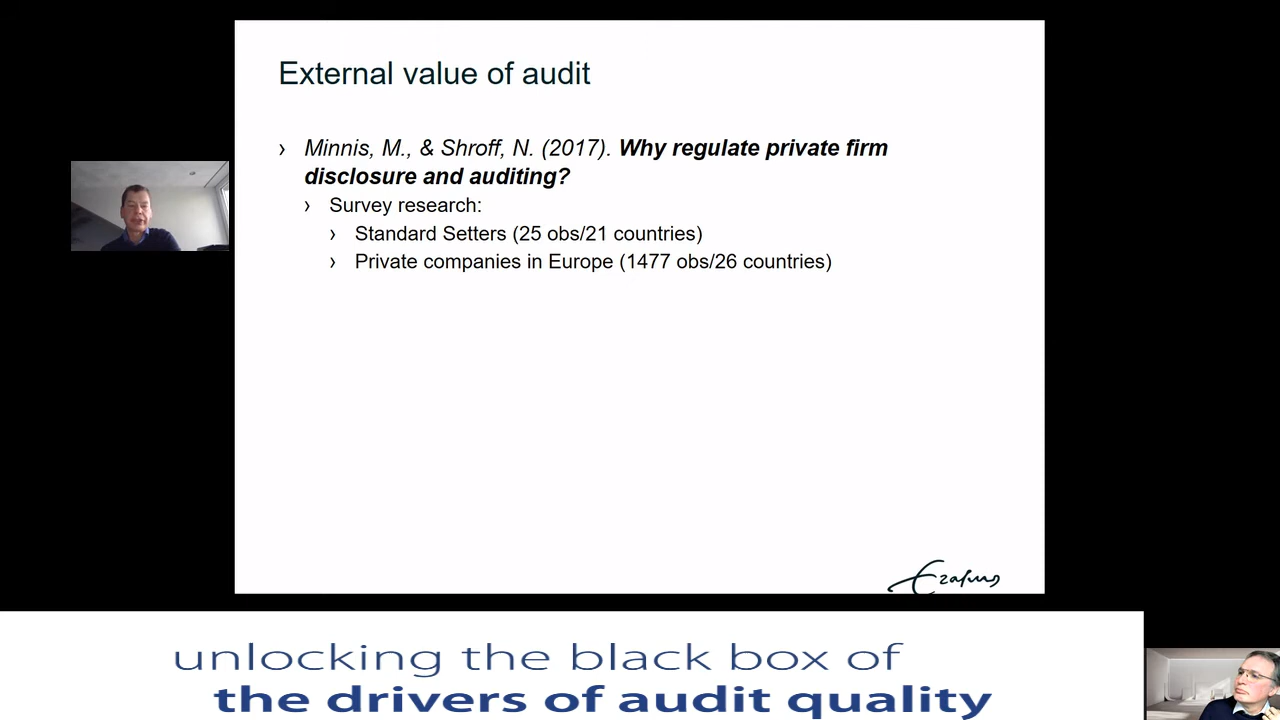 External value of audit
› Minnis, M., & Shroff, N. (2017). Why regulate private firm
disclosure and auditing?
› Survey research:
› Standard Setters (25 obs/21 countries)
› Private companies in Europe (1477 obs/26 countries)
Erasmus
unlocking the black box of
the drivers of audit quality